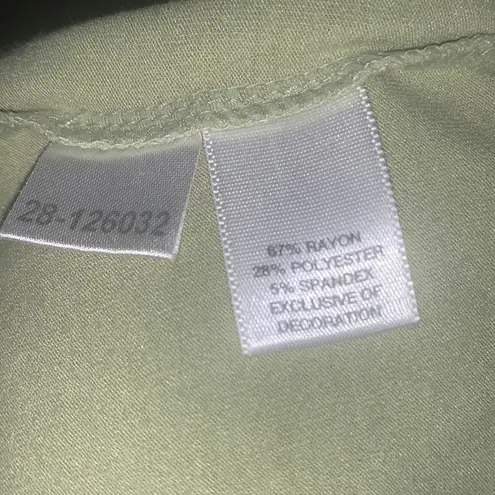 28-126032
67% RAYON
28% POLYESTER
5% SPANDEX
EXCLUSIVE OF
DECORATION